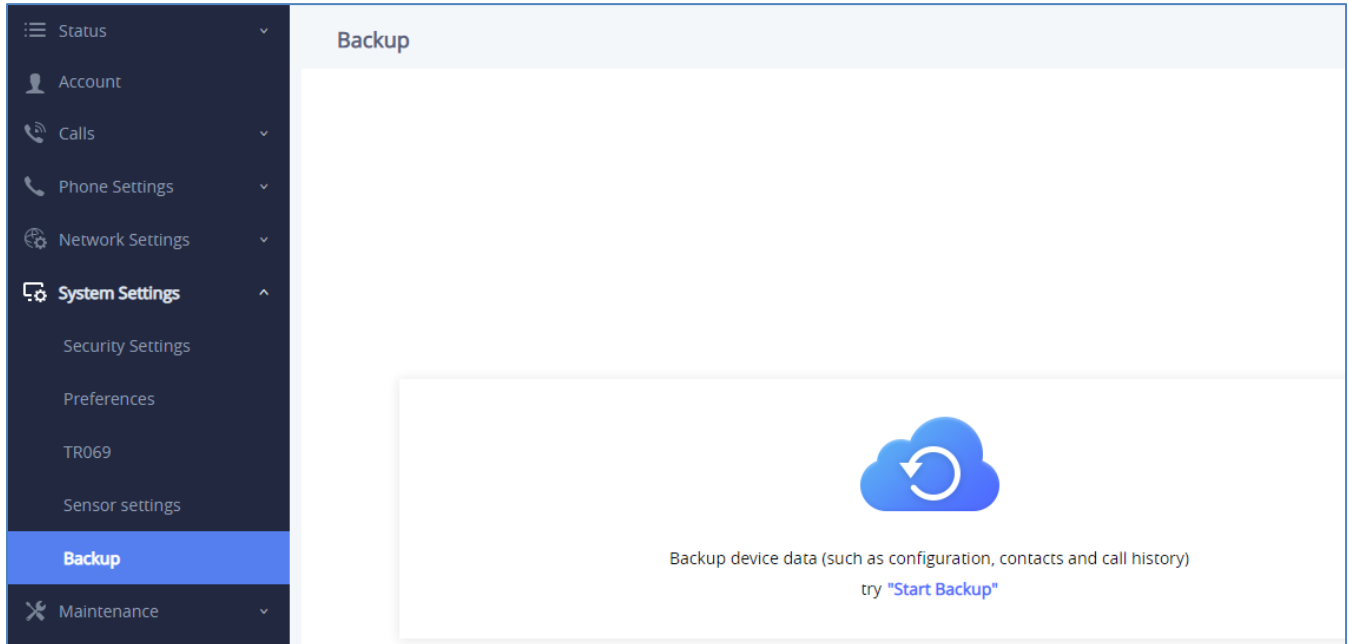 Status
Account
Calls
Phone Settings
Network Settings
System Settings
Security Settings
Preferences
TR069
Sensor settings
Backup
Maintenance
Backup
Backup device data (such as configuration, contacts and call history)
try "Start Backup"